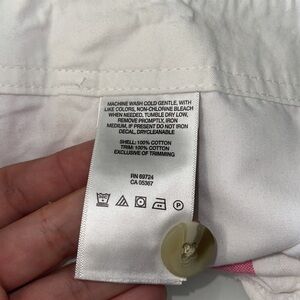 MACHINE WASH COLD GENTLE, WITH
LIKE COLORS, NON-CHLORINE BLEACH
WHEN NEEDED, TUMBLE DRY LOW,
REMOVE PROMPTLY, IRON
MEDIUM, IF PRESENT DO NOT IRON
DECAL, DRYCLEANABLE
SHELL: 100% COTTON
TRIM: 100% COTTON
EXCLUSIVE OF TRIMMING
RN 69724
CA 05367
P